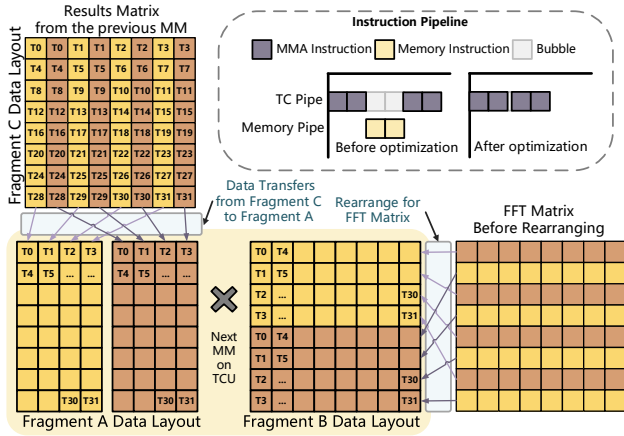 Results Matrix
from the previous MM
Fragment C Data Layout
T0 T0 T1 T1 T2 T2 T3 T3
T4 T4 T5 T5 T6 T6 T7 T7
T8 T8 T9 T9 T10 T10 T11 T11
T12 T12 T13 T13 T14 T14 T15 T15
T16 T16 T17 T17 T18 T18 T19 T19
T20 T20 T21 T21 T22 T22 T23 T23
T24 T24 T25 T25 T26 T26 T27 T27
T28 T28 T29 T29 T30 T30 T31 T31
Instruction Pipeline
MMA Instruction Memory Instruction Bubble
TC Pipe
Memory Pipe
Before optimization
After optimization
Data Transfers
from Fragment C
to Fragment A
Rearrange for
FFT Matrix
FFT Matrix
Before Rearranging
T0 T1 T2 T3
T4 T5 ... ...
T30 T31
T0 T1 T2 T3
T4 T5 ... ...
T30 T31
Fragment A Data Layout
Next
MM
on
TCU
T0 T4
T1 T5
T2 ... T30
T3 ... T31
T0 T4
T1 T5
T2 ... T30
T3 ... T31
Fragment B Data Layout